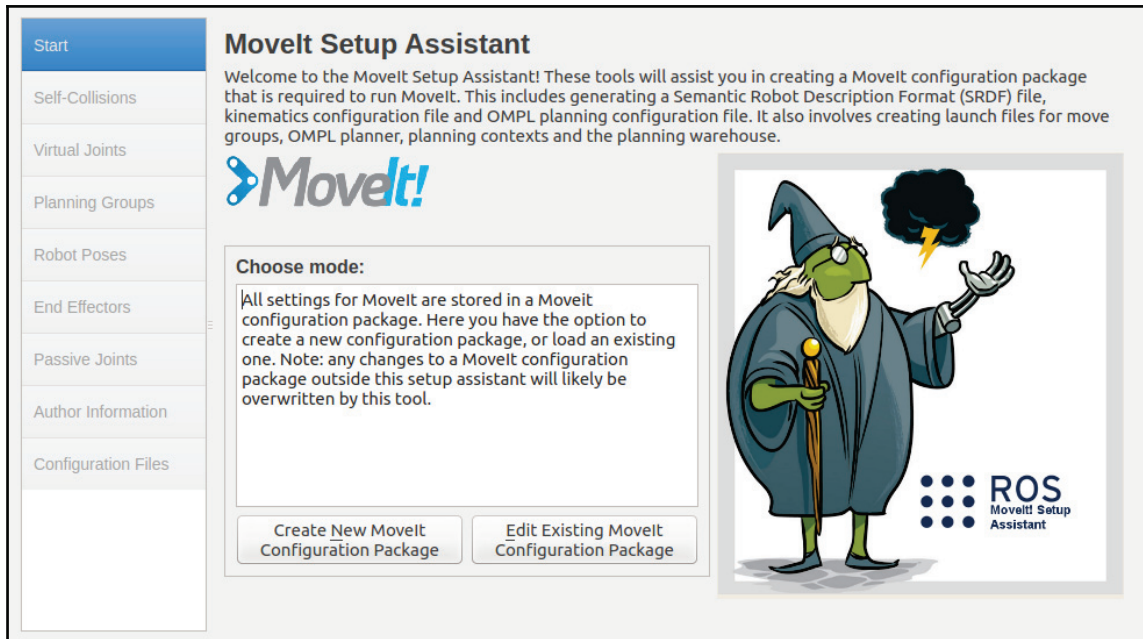 Start
Self-Collisions
Virtual Joints
Planning Groups
Robot Poses
End Effectors
Passive Joints
Author Information
Configuration Files
MoveIt Setup Assistant
Welcome to the MoveIt Setup Assistant! These tools will assist you in creating a MoveIt configuration package
that is required to run MoveIt. This includes generating a Semantic Robot Description Format (SRDF) file,
kinematics configuration file and OMPL planning configuration file. It also involves creating launch files for move
groups, OMPL planner, planning contexts and the planning warehouse.
MoveIt!
Choose mode:
All settings for MoveIt are stored in a Moveit
configuration package. Here you have the option to
create a new configuration package, or load an existing
one. Note: any changes to a MoveIt configuration
package outside this setup assistant will likely be
overwritten by this tool.
Create New MoveIt
Configuration Package
Edit Existing MoveIt
Configuration Package
ROS
MoveIt! Setup
Assistant